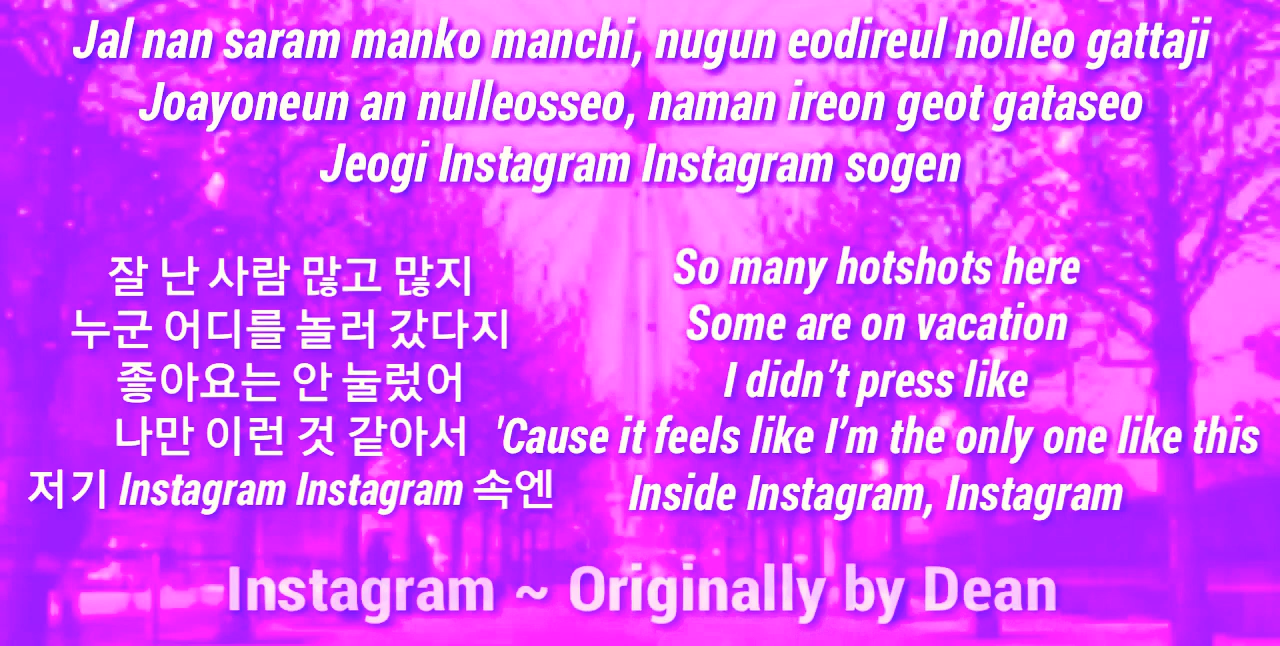 Jal nan saram manko manchi, nugun eodireul nolleo gattaji
Joayoneun an nulleosseo, naman ireon geot gataseo
Jeogi Instagram Instagram sogen
잘 난 사람 많고 많지
누군 어디를 놀러 갔다지
좋아요는 안 눌렀어
나만 이런 것 같아서
저기 Instagram Instagram 속엔
So many hotshots here
Some are on vacation
I didn’t press like
'Cause it feels like I’m the only one like this
Inside Instagram, Instagram
Instagram ~ Originally by Dean